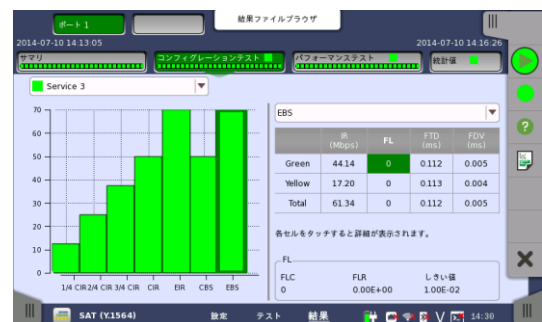 ポート 1
結果ファイルブラウザ
2014-07-10 14:13:05
2014-07-10 14:16:26
サマリ
コンフィグレーションテスト
パフォーマンステスト
統計値
Service 3
70
60
50
40
30
20
10
0
1/4 CIR 2/4 CIR 3/4 CIR CIR EIR CBS EBS
EBS
IR (Mbps) FL FTD (ms) FDV (ms)
Green 44.14 0 0.112 0.005
Yellow 17.20 0 0.113 0.004
Total 61.34 0 0.112 0.005
各セルをタッチすると詳細が表示されます。
FL
FLC FLR しきい値
0 0.00E+00 1.00E-02
SAT (Y.1564) 設定 テスト 結果 14:30